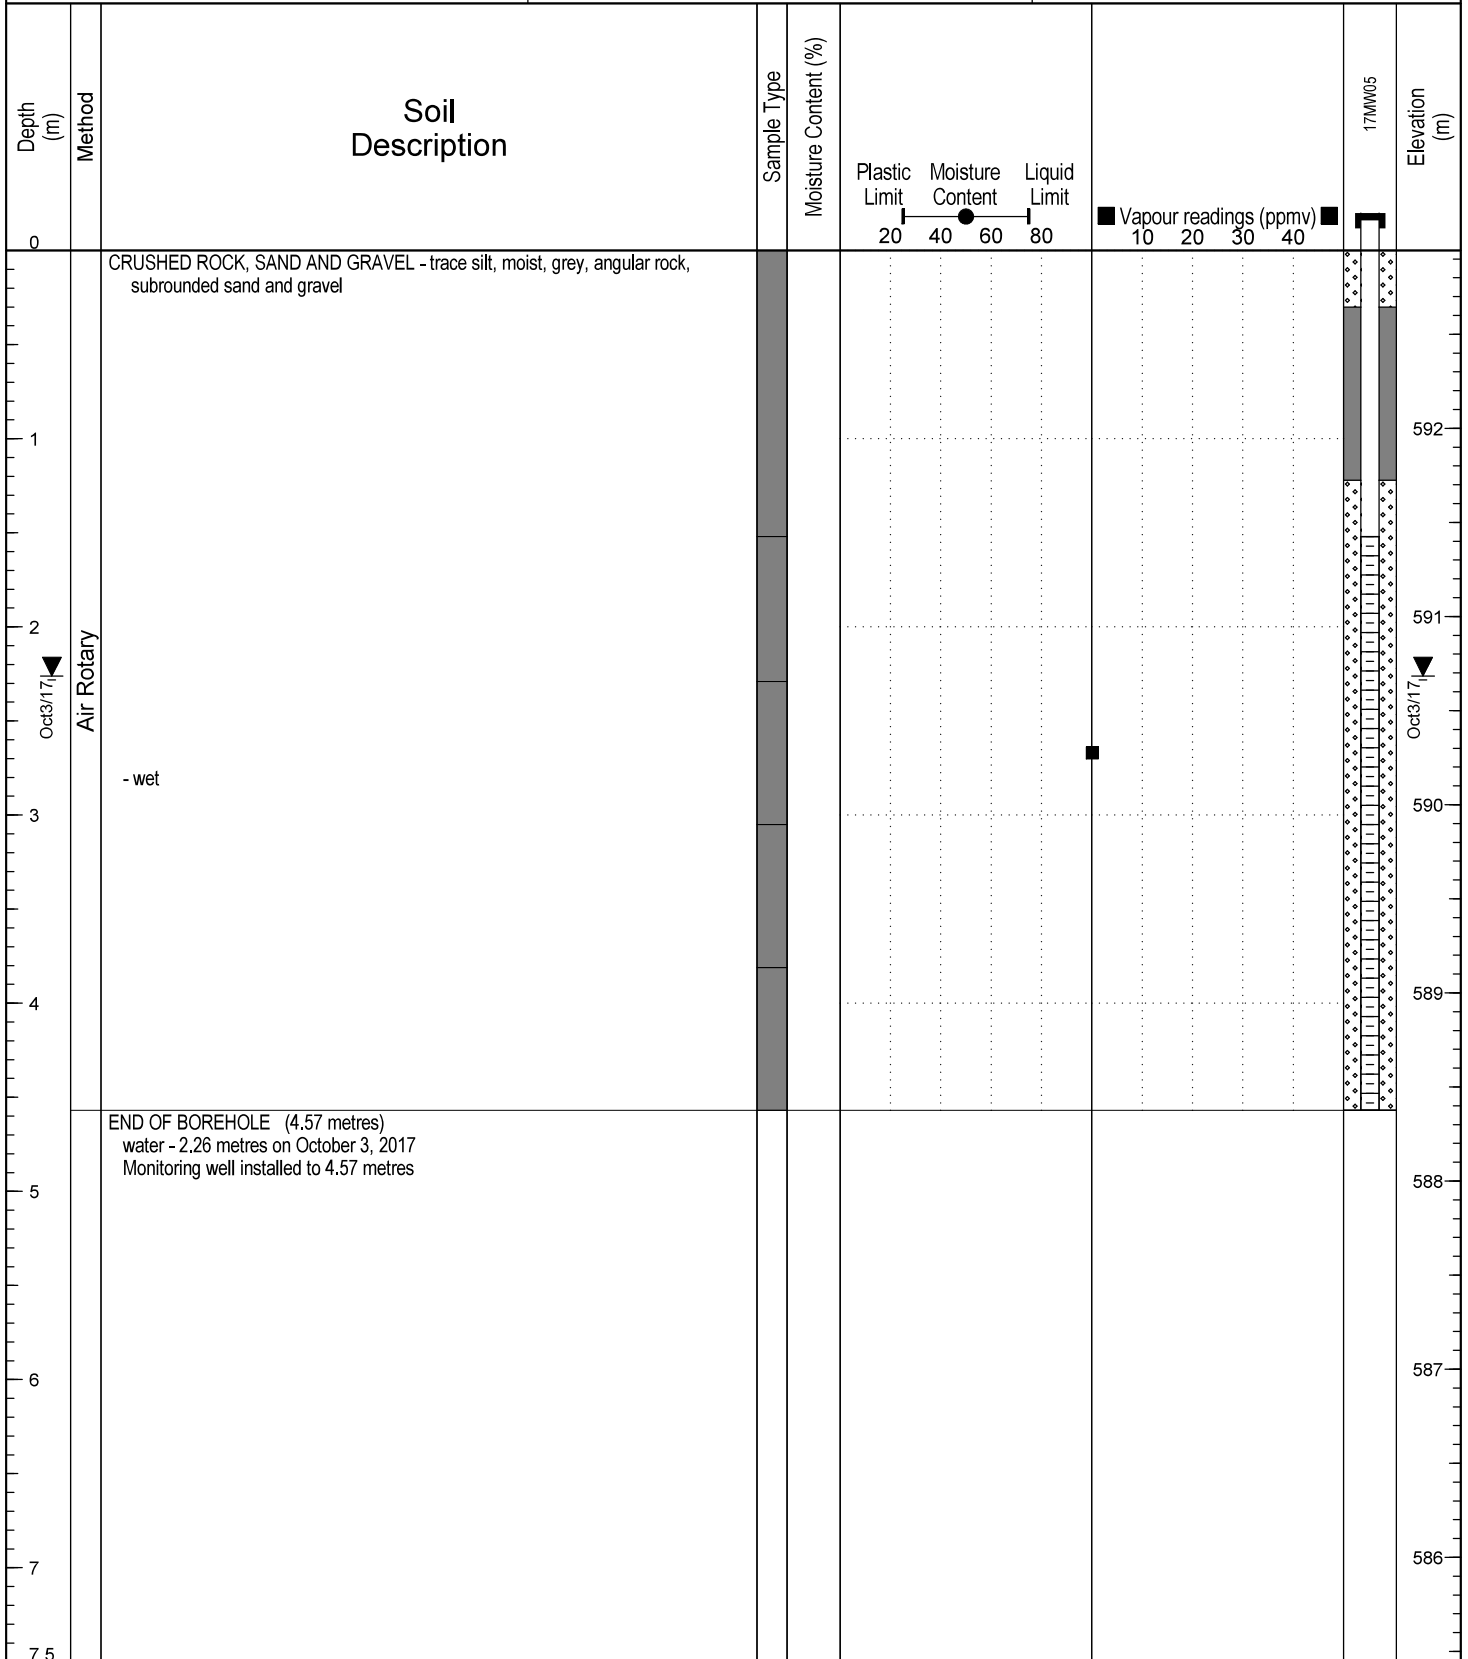 Depth
(m)
Method
Soil
Description
Sample Type
Moisture Content (%)
Plastic
Limit
Moisture
Content
Liquid
Limit
20 40 60 80
Vapour readings (ppmv)
10 20 30 40
17MW05
Elevation
(m)
0
CRUSHED ROCK, SAND AND GRAVEL - trace silt, moist, grey, angular rock,
subrounded sand and gravel
1
592
2
591
Air Rotary
Oct3/17
Oct3/17
- wet
3
590
4
589
END OF BOREHOLE (4.57 metres)
water - 2.26 metres on October 3, 2017
Monitoring well installed to 4.57 metres
5
588
6
587
7
586
7.5